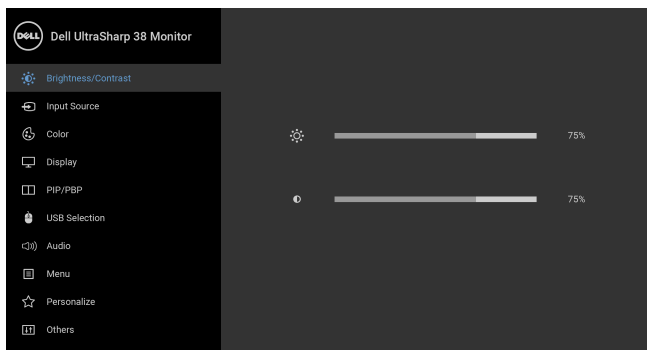 DELL Dell UltraSharp 38 Monitor
Brightness/Contrast
Input Source
Color
75%
Display
PIP/PBP
75%
USB Selection
Audio
Menu
Personalize
Others